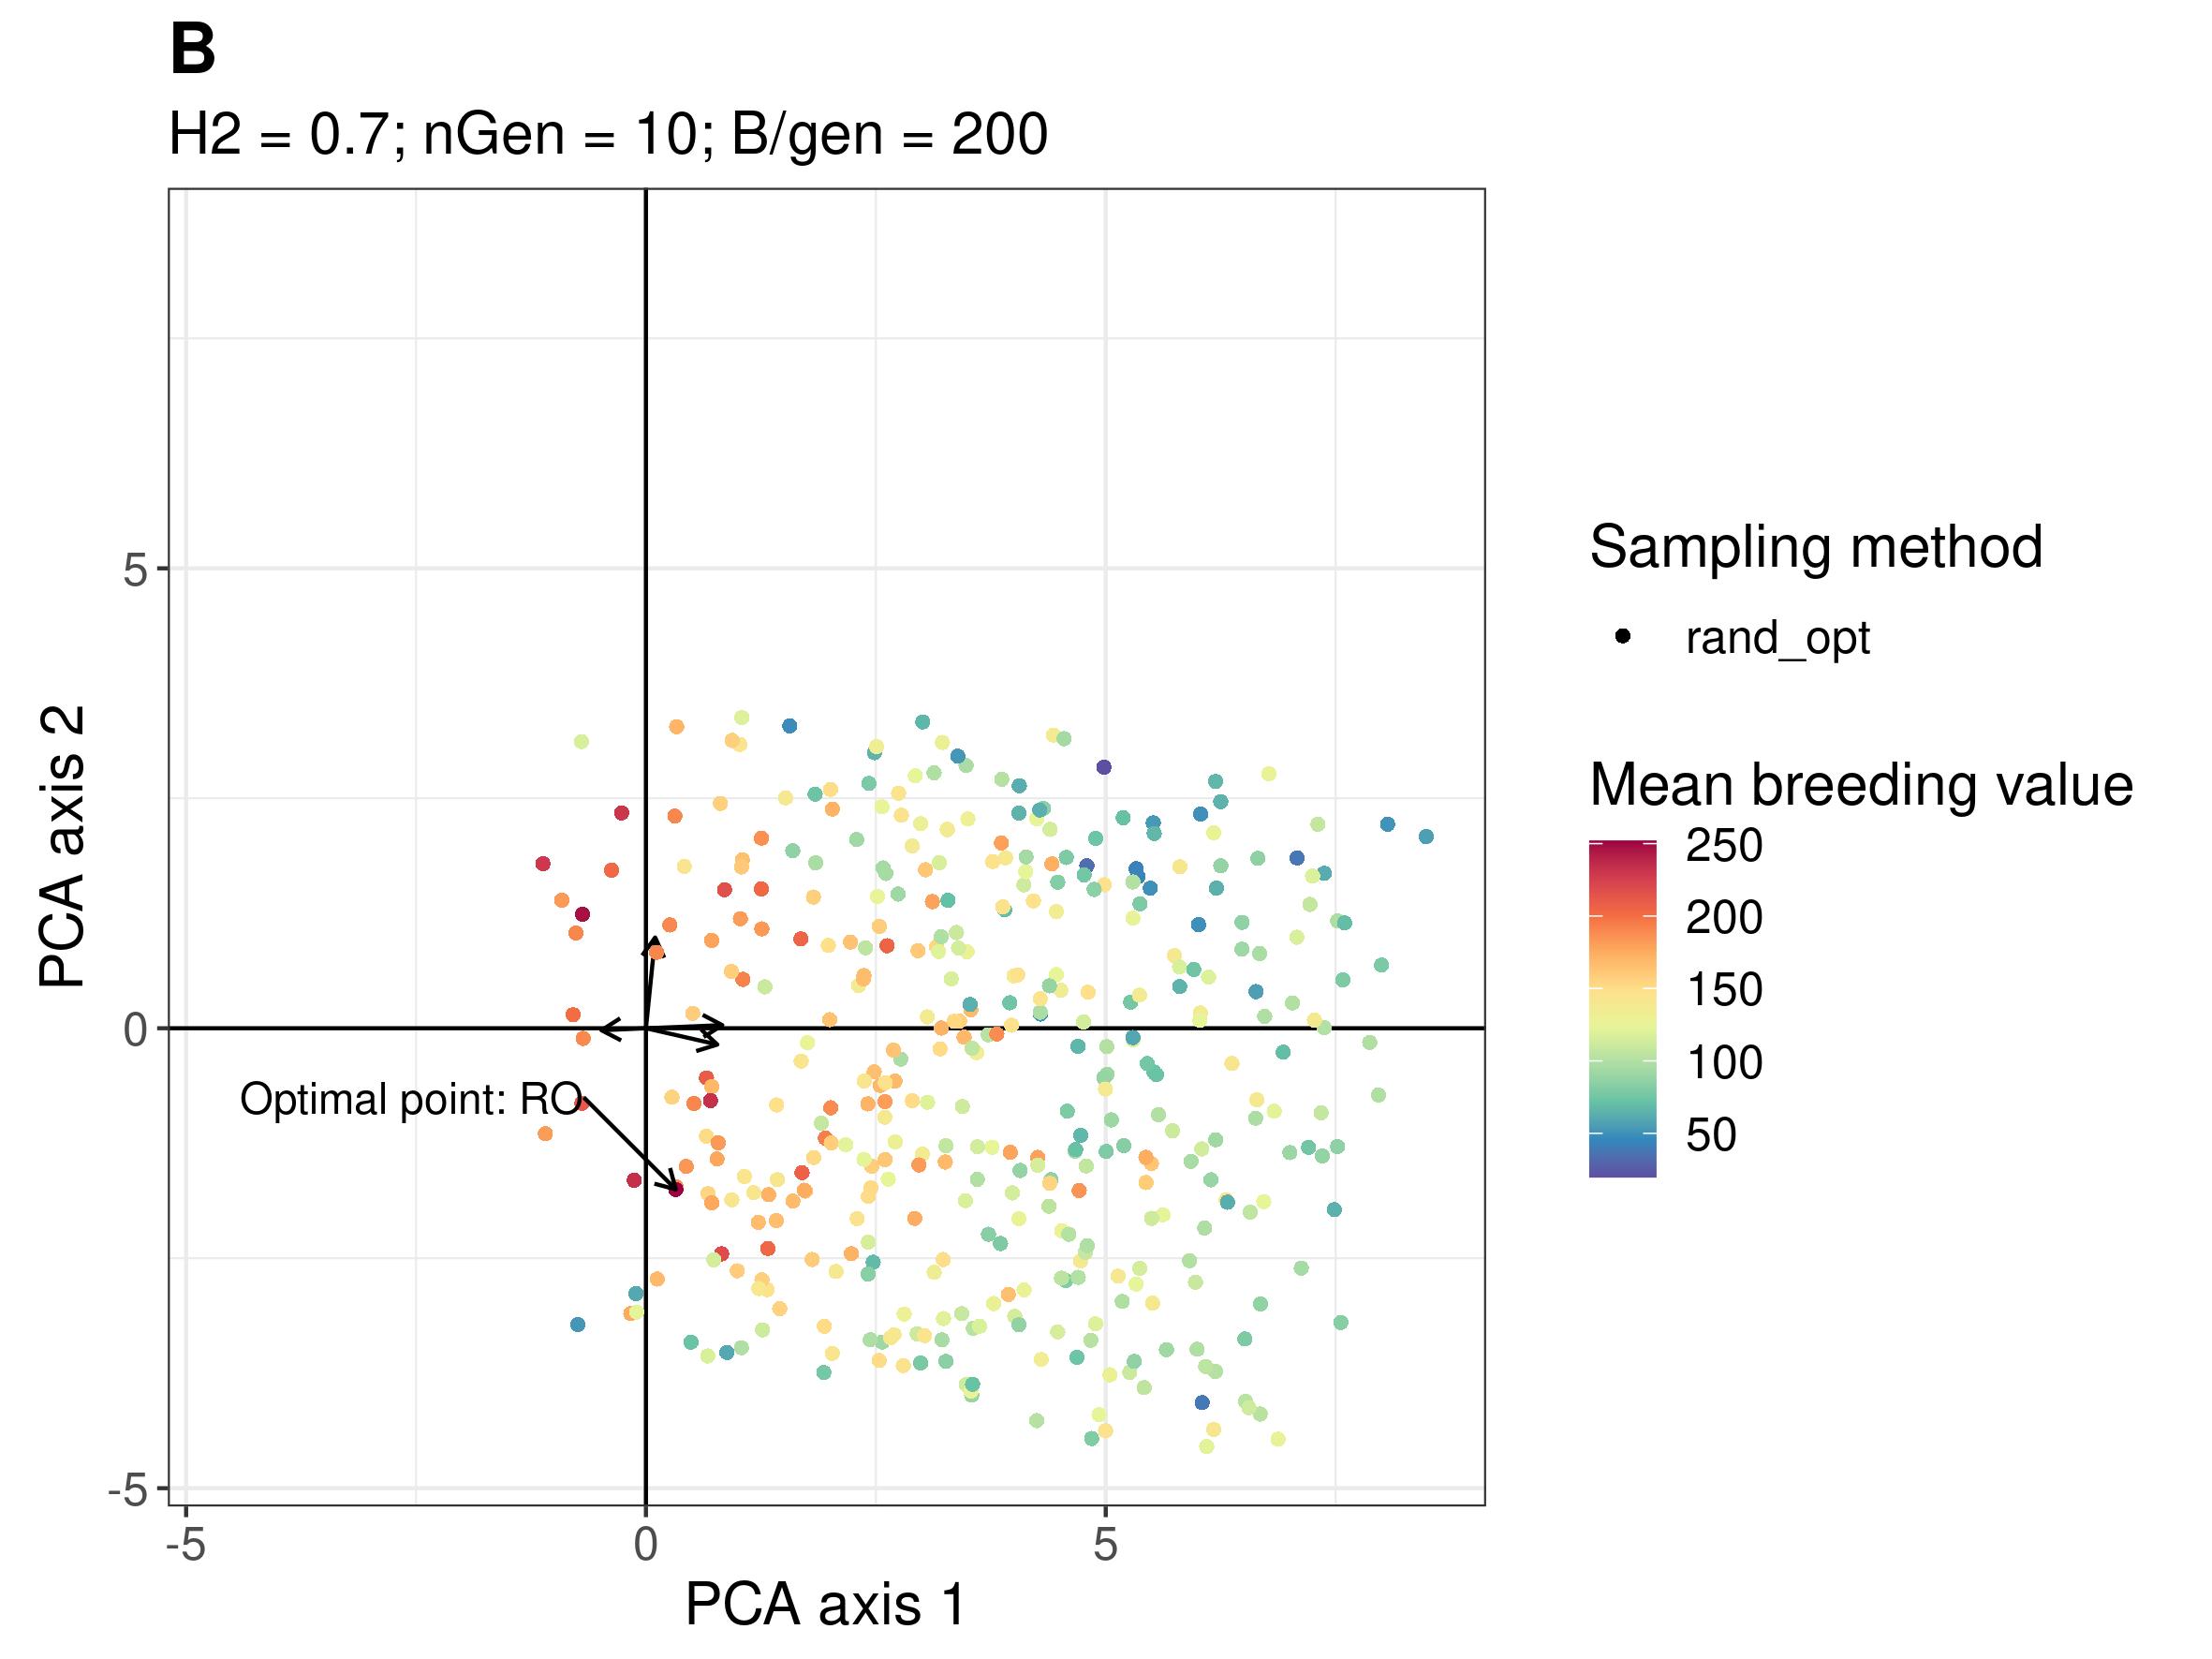 B
H2 = 0.7; nGen = 10; B/gen = 200
5
0
-5
PCA axis 2
Optimal point: RO
-5
0
5
PCA axis 1
Sampling method
rand_opt
Mean breeding value
250
200
150
100
50